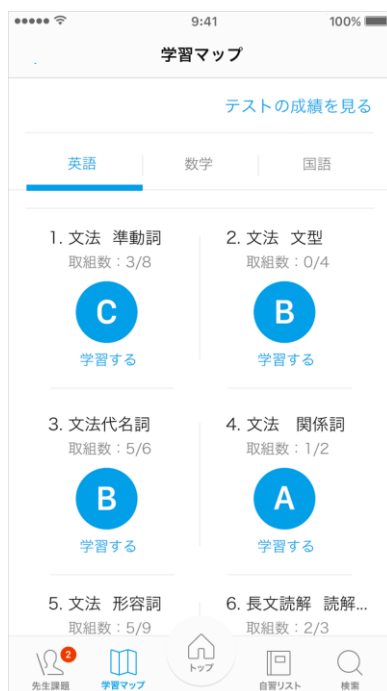 9:41 100%
学習マップ
テストの成績を見る
英語 数学 国語
1. 文法 準動詞
取組数：3/8
C
学習する
2. 文法 文型
取組数：0/4
B
学習する
3. 文法代名詞
取組数：5/6
B
学習する
4. 文法　関係詞
取組数：1/2
A
学習する
5. 文法 形容詞
取組数：5/9
6. 長文読解 読解...
取組数：2/3
2
先生課題 学習マップ トップ 自習リスト 検索